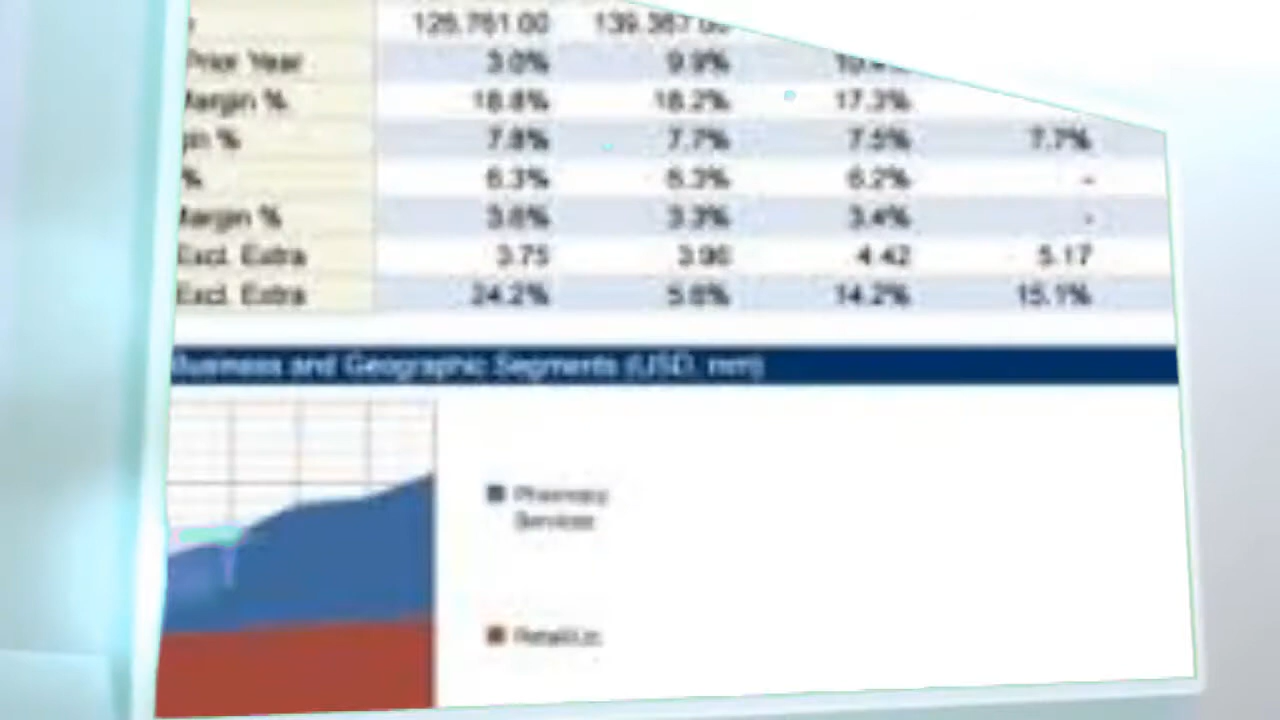 126,761.00 139,367.00
Prior Year 3.0% 9.9%
Margin % 18.8% 18.2% 17.3%
% 7.8% 7.7% 7.5% 7.7%
% 6.3% 6.3% 6.2% -
Margin % 3.6% 3.3% 3.4% -
Excl. Extra 3.75 3.96 4.42 5.17
Excl. Extra 24.2% 5.6% 14.2% 15.1%
Business and Geographic Segments (USD, mm)
Pharmacy
Services